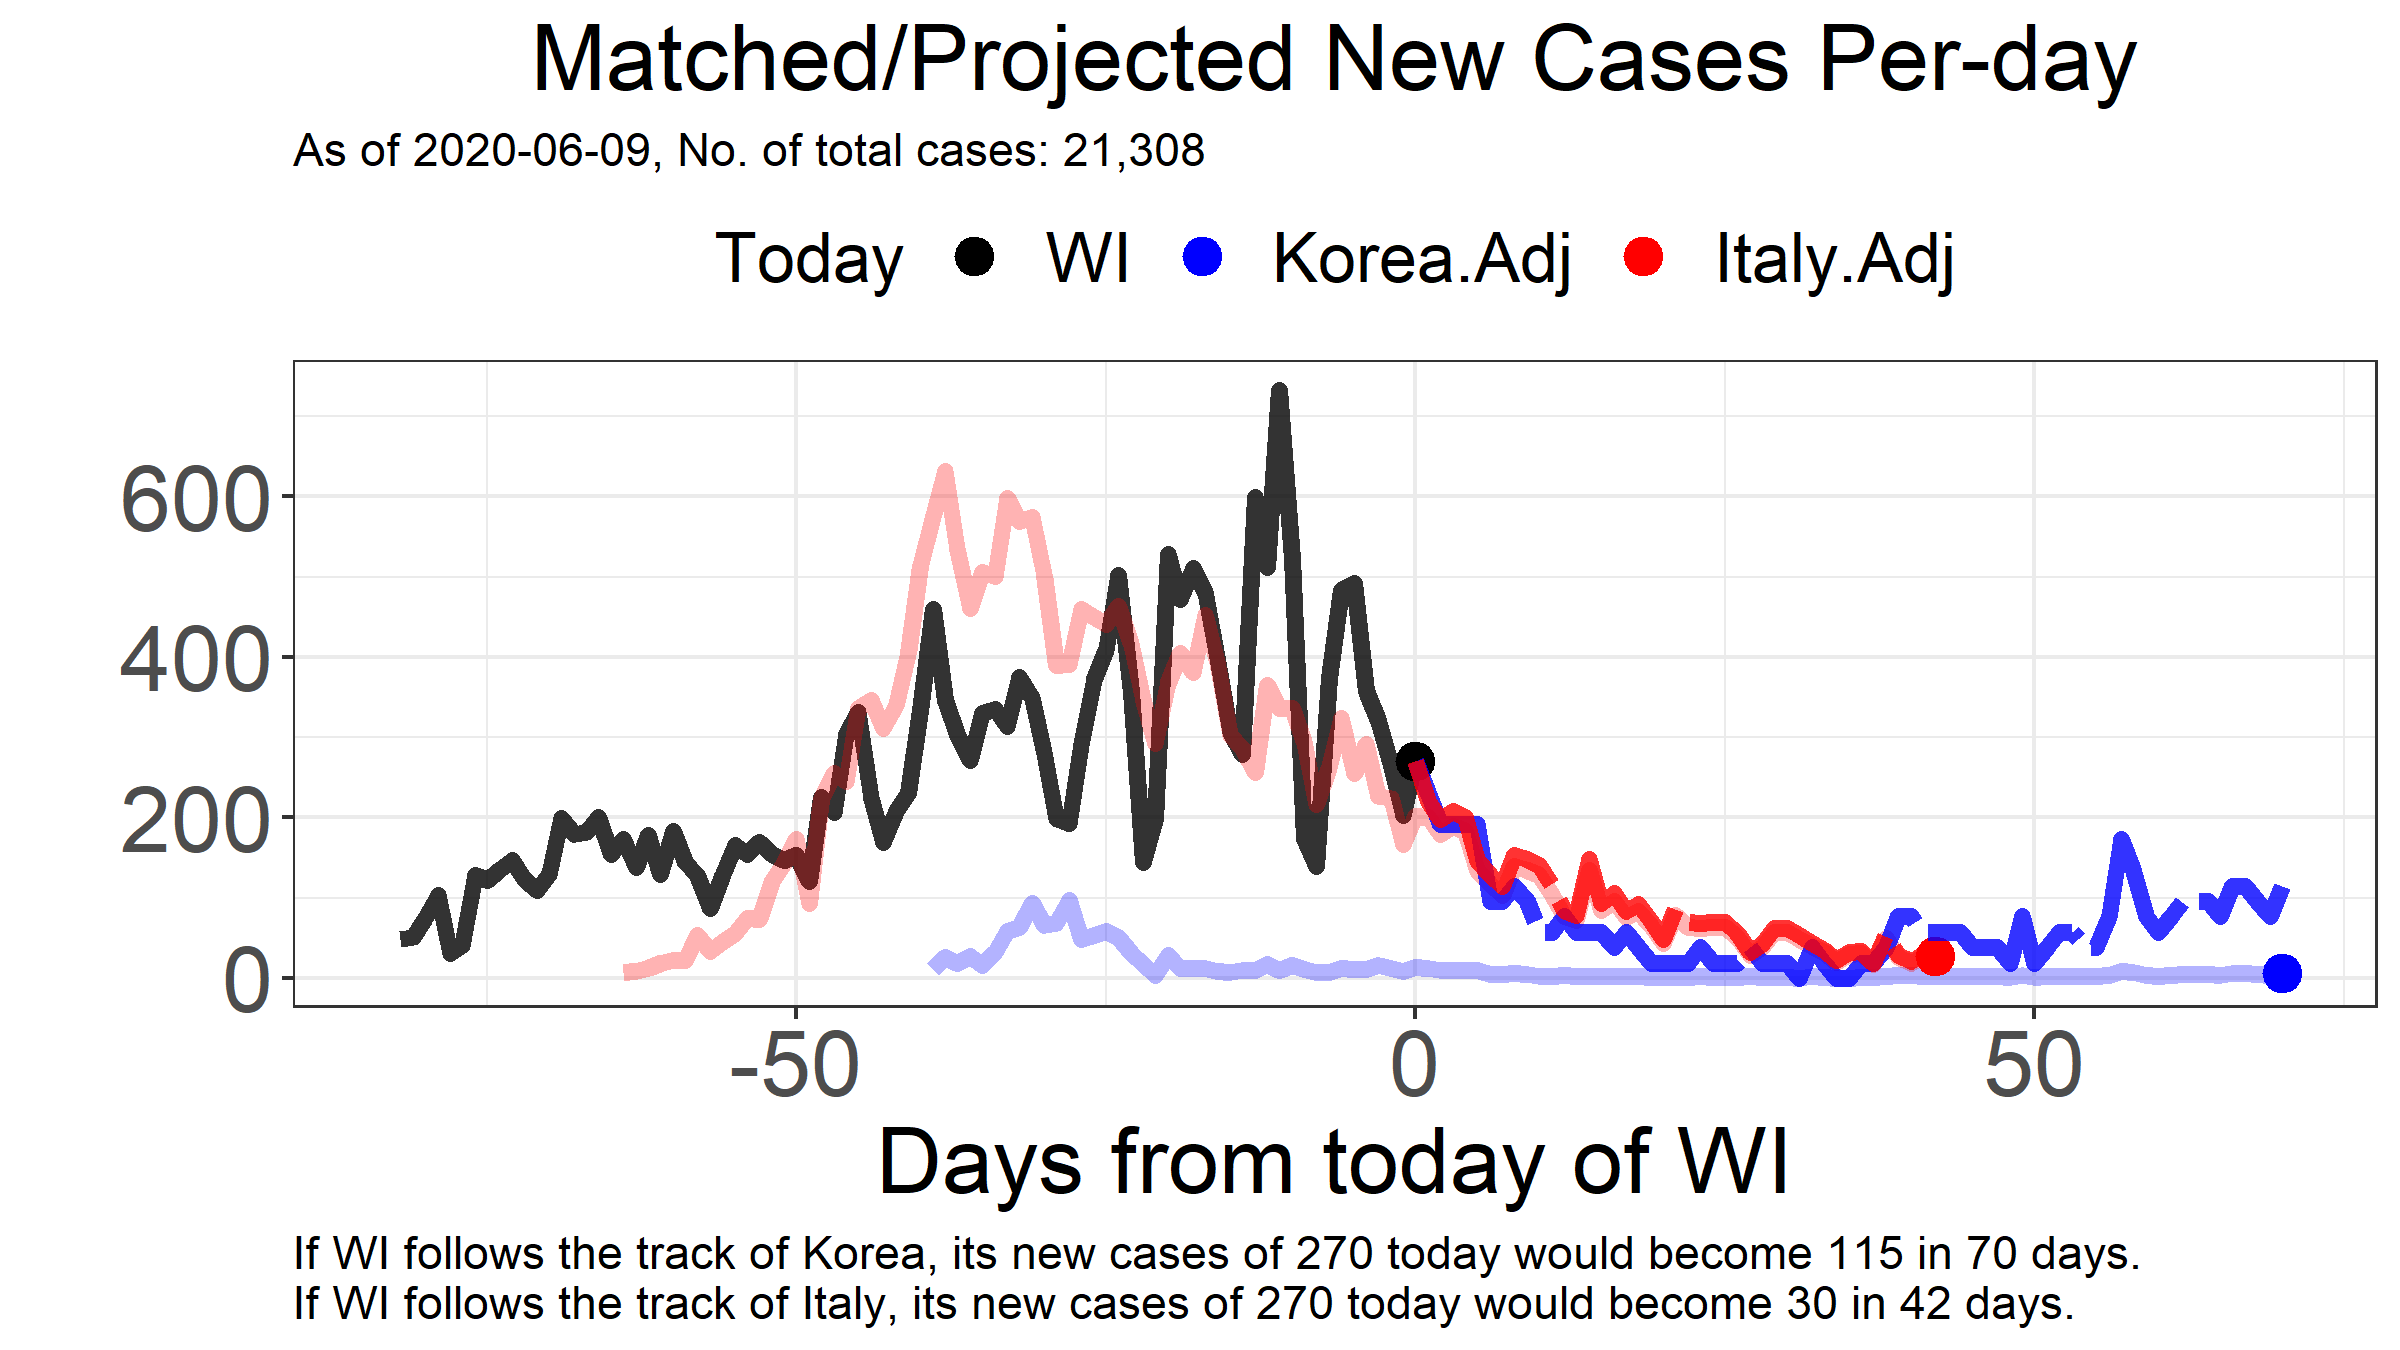 Matched/Projected New Cases Per-day
As of 2020-06-09, No. of total cases: 21,308
Today WI Korea.Adj Italy.Adj
600
400
200
0
-50 0 50
Days from today of WI
If WI follows the track of Korea, its new cases of 270 today would become 115 in 70 days.
If WI follows the track of Italy, its new cases of 270 today would become 30 in 42 days.